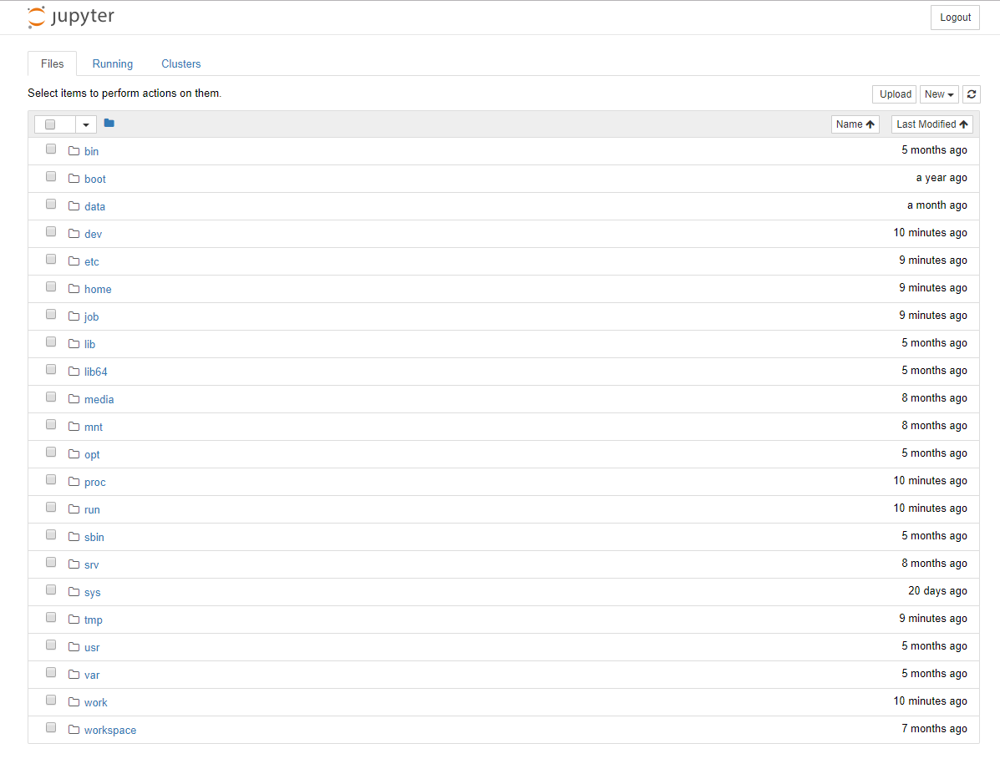 jupyter Logout
Files Running Clusters
Select items to perform actions on them. Upload New
Name Last Modified
bin 5 months ago
boot a year ago
data a month ago
dev 10 minutes ago
etc 9 minutes ago
home 9 minutes ago
job 9 minutes ago
lib 5 months ago
lib64 5 months ago
media 8 months ago
mnt 8 months ago
opt 5 months ago
proc 10 minutes ago
run 10 minutes ago
sbin 5 months ago
srv 8 months ago
sys 20 days ago
tmp 9 minutes ago
usr 5 months ago
var 5 months ago
work 10 minutes ago
workspace 7 months ago